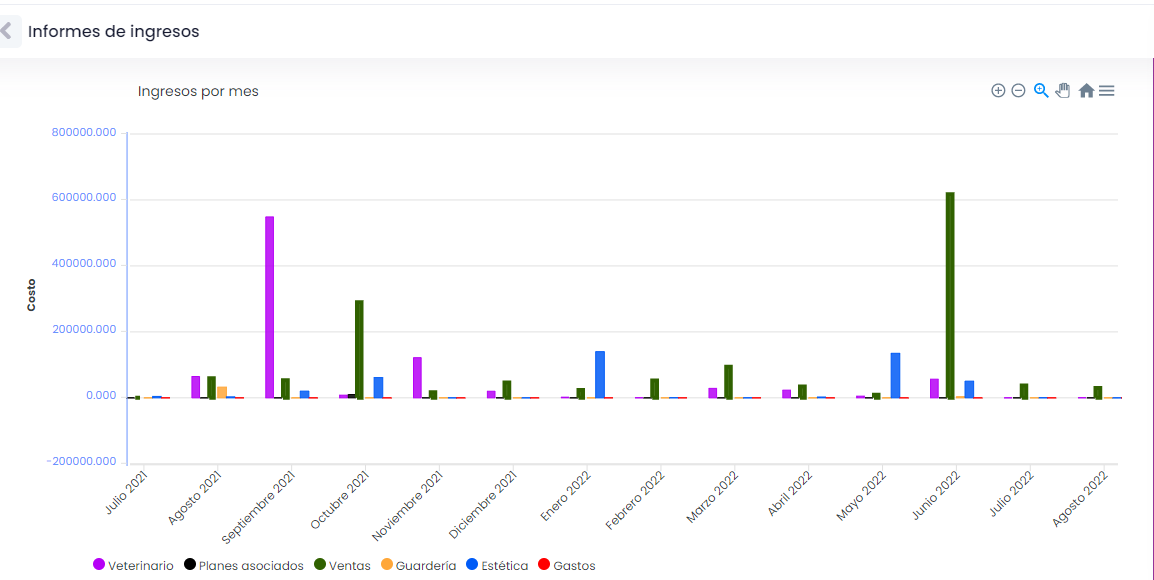 Informes de ingresos
Ingresos por mes
800000.000
600000.000
400000.000
200000.000
0.000
-200000.000
Costo
Julio 2021
Agosto 2021
Septiembre 2021
Octubre 2021
Noviembre 2021
Diciembre 2021
Enero 2022
Febrero 2022
Marzo 2022
Abril 2022
Mayo 2022
Junio 2022
Julio 2022
Agosto 2022
Veterinario Planes asociados Ventas Guardería Estética Gastos